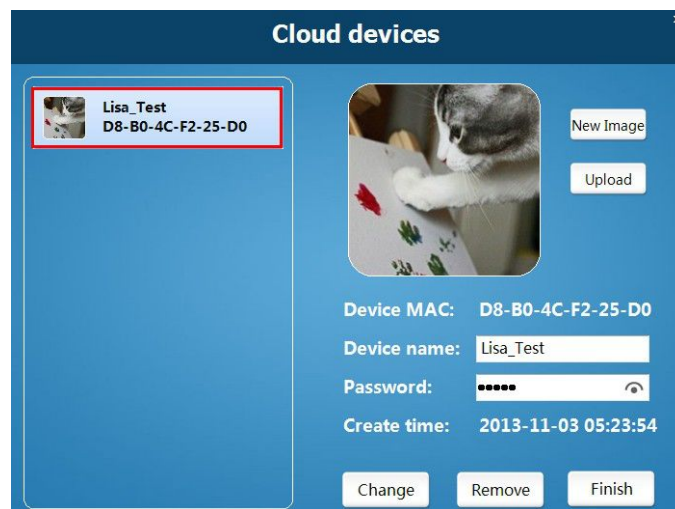 Cloud devices
Lisa_Test
D8-B0-4C-F2-25-D0
New Image
Upload
Device MAC: D8-B0-4C-F2-25-D0
Device name: Lisa_Test
Password: •••••
Create time: 2013-11-03 05:23:54
Change Remove Finish